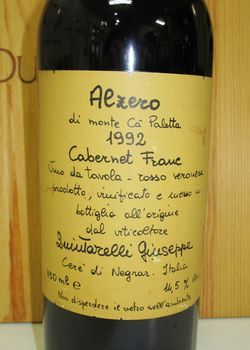 Alzero
di monte Cà Paletta
1992
Cabernet Franc
Vino da tavola - rosso veronese
prodotto, vinificato e messo in
bottiglia all'origine
dal viticoltore
Quintarelli Giuseppe
Cerè di Negrar. Italia
750 ml e
14,5 % vol
Non disperdere il vetro nell'ambiente